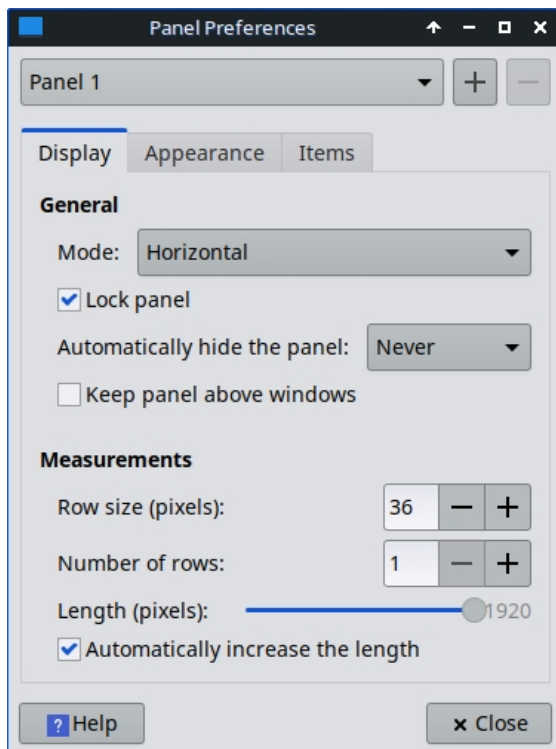 Panel Preferences
Panel 1
Display Appearance Items
General
Mode: Horizontal
Lock panel
Automatically hide the panel: Never
Keep panel above windows
Measurements
Row size (pixels): 36
Number of rows: 1
Length (pixels): 1920
Automatically increase the length
? Help × Close